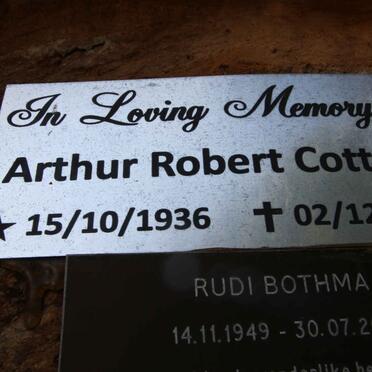 In Loving Memory
Arthur Robert Cott
★ 15/10/1936 ✝ 02/12
RUDI BOTHMA
14.11.1949 - 30.07.2